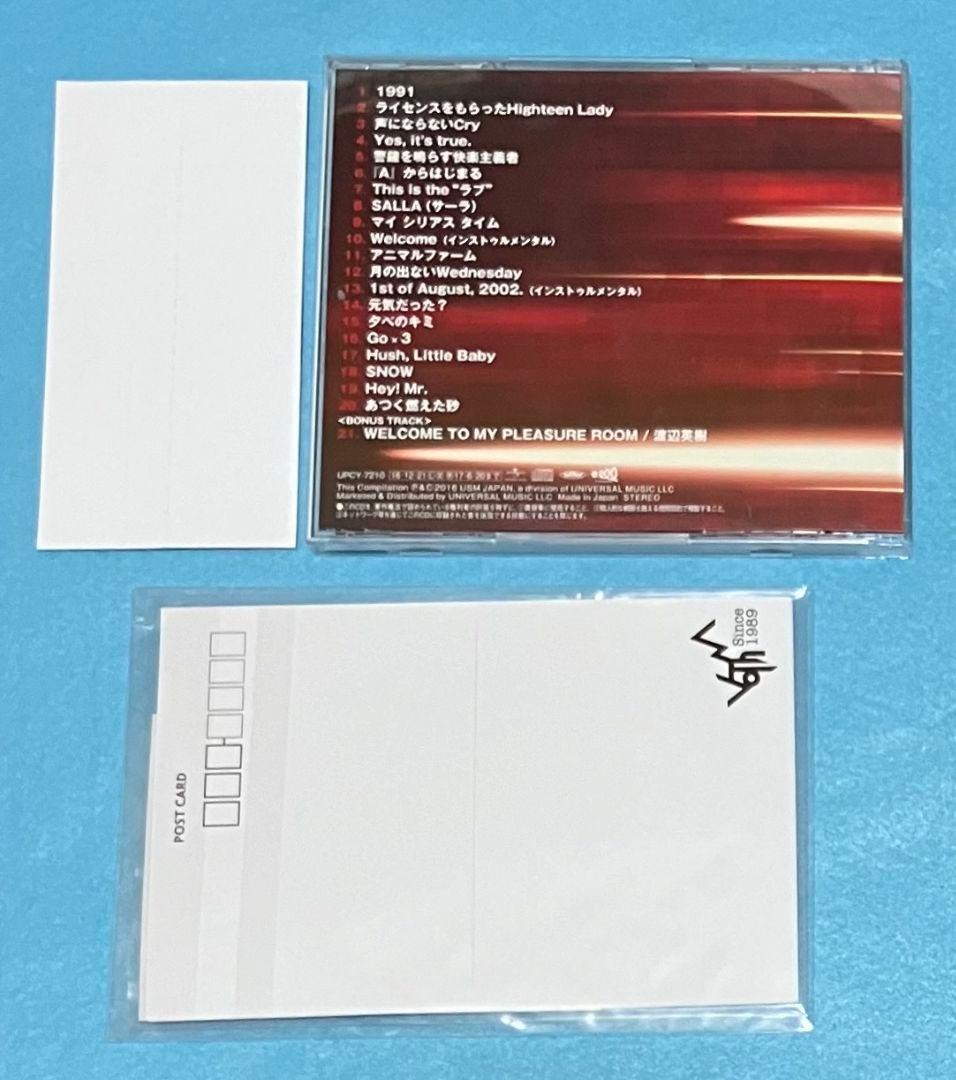 1 1991
2 ライセンスをもらったHighteen Lady
3 声にならないCry
4 Yes, it's true.
5 警鐘を鳴らす快楽主義者
6 「A」からはじまる
7 This is the "ラブ"
8 SALLA (サーラ)
9 マイ シリアス タイム
10 Welcome (インストゥルメンタル)
11 アニマルファーム
12 月の出ないWednesday
13 1st of August, 2002. (インストゥルメンタル)
14 元気だった?
15 夕べのキミ
16 Go×3
17 Hush, Little Baby
18 SNOW
19 Hey! Mr.
20 あつく燃えた砂
<BONUS TRACK>
21 WELCOME TO MY PLEASURE ROOM / 渡辺英樹
UPCY-7210
This Compilation ℗&© 2016 USM JAPAN, a division of UNIVERSAL MUSIC LLC
Marketed & Distributed by UNIVERSAL MUSIC LLC Made in Japan STEREO
POST CARD
Since
1989